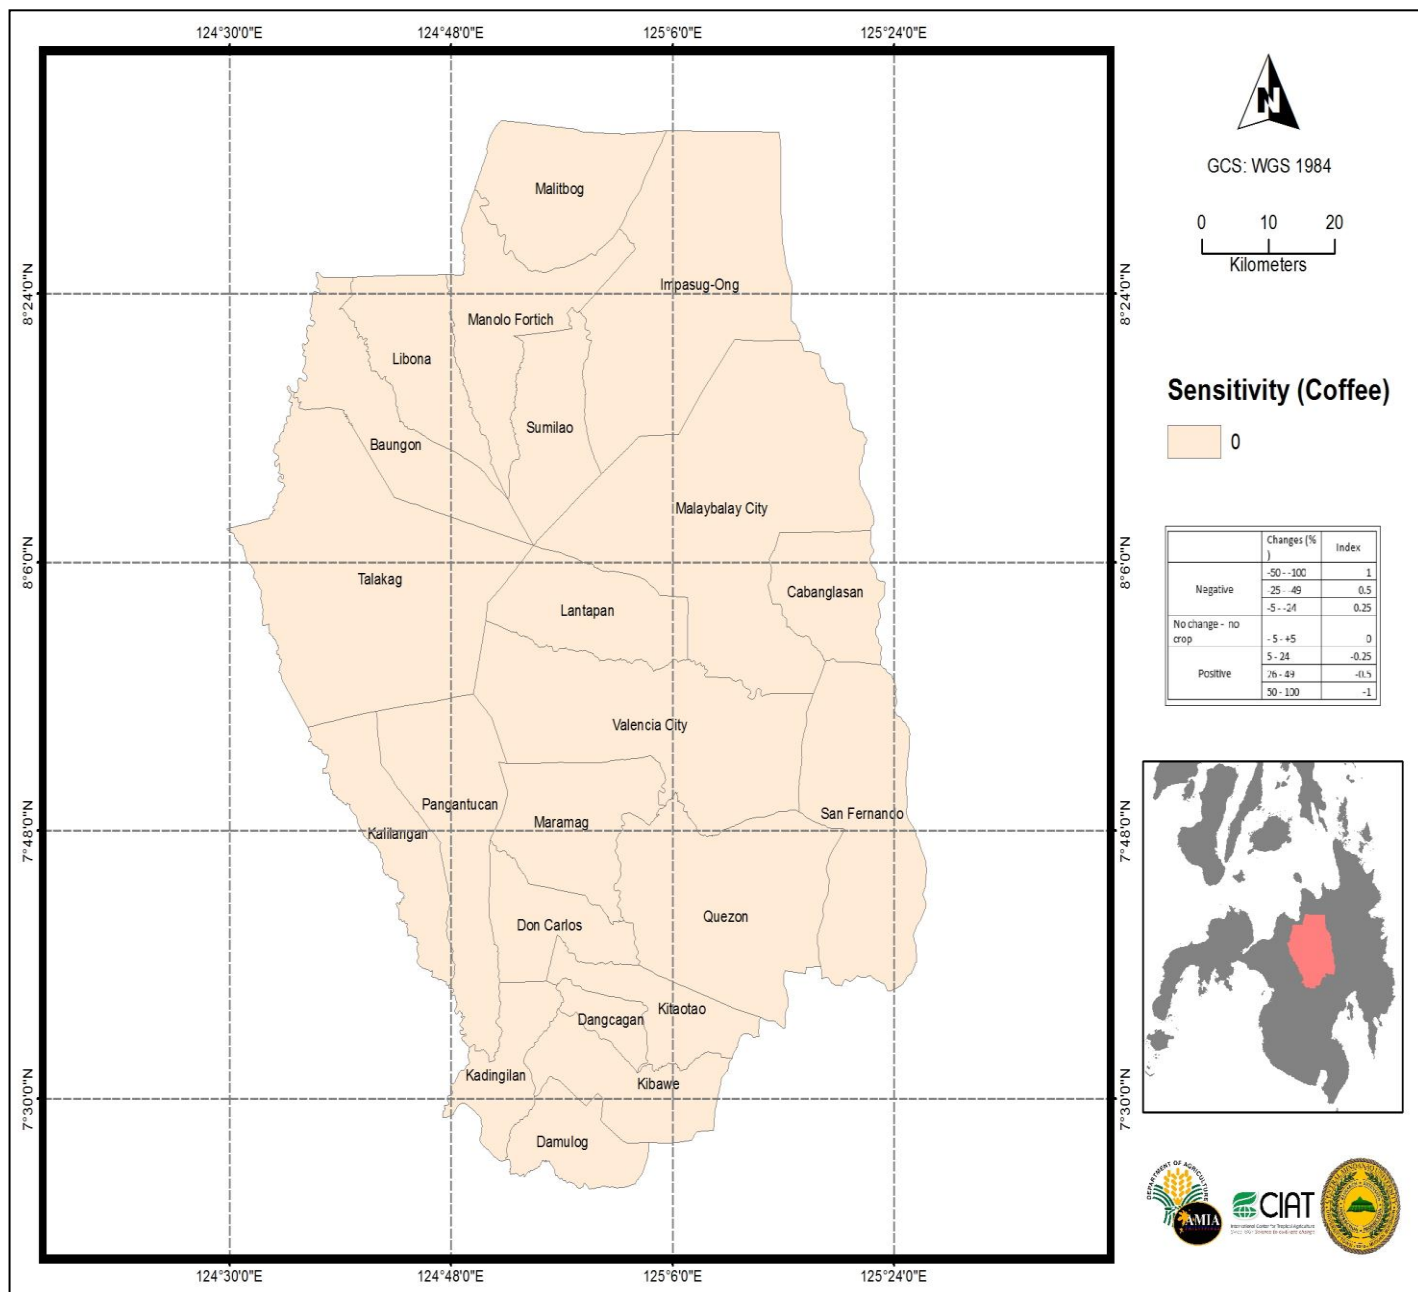 124°30'0"E 124°48'0"E 125°6'0"E 125°24'0"E
N
GCS: WGS 1984
0 10 20
Kilometers
Sensitivity (Coffee)
0
Changes (%
) Index
Negative
-50 - -100 1
-25 - -49 0.5
-5 - -24 0.25
No change - no
crop - 5 - +5 0
Positive
5 - 24 -0.25
26 - 49 -0.5
50 - 100 -1
8°24'0"N 8°24'0"N
8°6'0"N 8°6'0"N
7°48'0"N 7°48'0"N
7°30'0"N 7°30'0"N
Malitbog
Impasug-Ong
Manolo Fortich
Libona
Sumilao
Baungon
Malaybalay City
Talakag
Cabanglasan
Lantapan
Valencia City
Pangantucan
San Fernando
Maramag
Kalilangan
Quezon
Don Carlos
Kitaotao
Dangcagan
Kadingilan
Kibawe
Damulog
124°30'0"E 124°48'0"E 125°6'0"E 125°24'0"E
DEPARTMENT OF AGRICULTURE
AMIA
CIAT
International Center for Tropical Agriculture